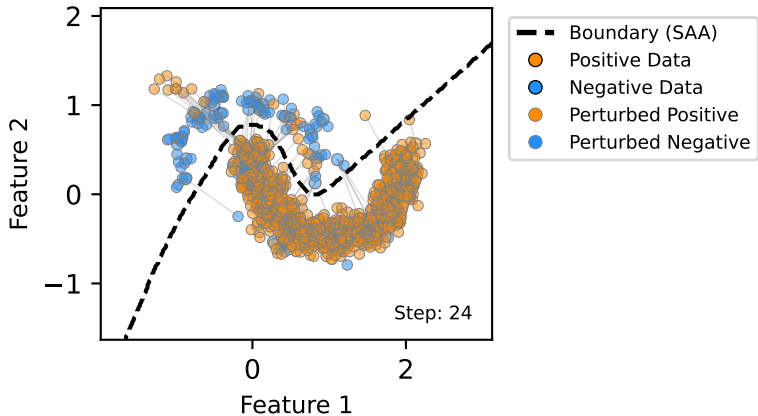 2
1
0
−1
Feature 2
0
2
Feature 1
Step: 24
Boundary (SAA)
Positive Data
Negative Data
Perturbed Positive
Perturbed Negative